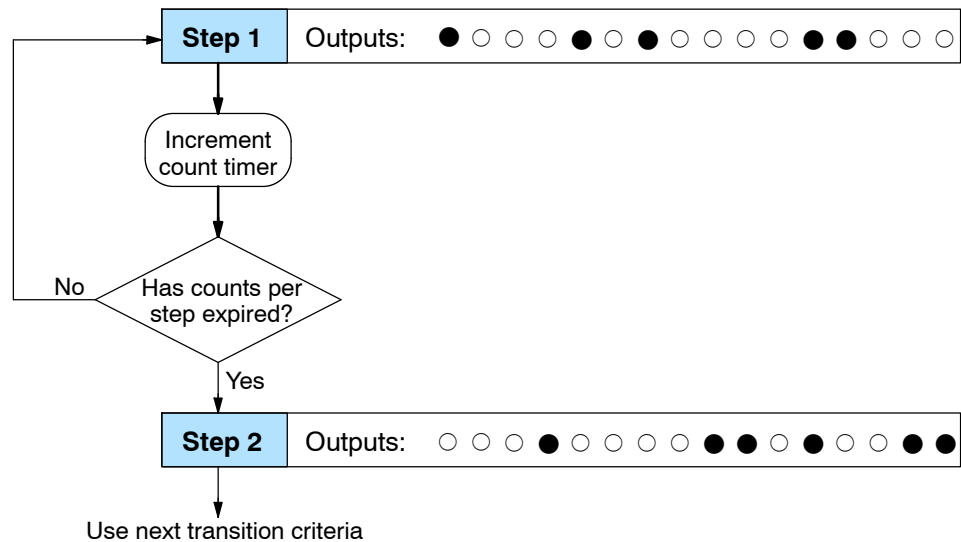 Step 1 Outputs:
Increment
count timer
No
Has counts per
step expired?
Yes
Step 2 Outputs:
Use next transition criteria